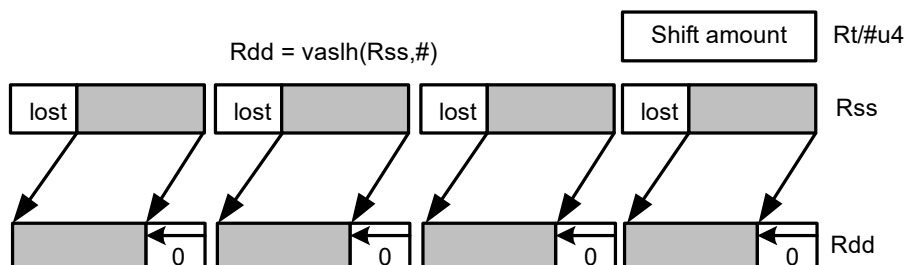 Shift amount Rt/#u4
Rdd = vaslh(Rss,#)
lost lost lost lost Rss
0 0 0 0 Rdd